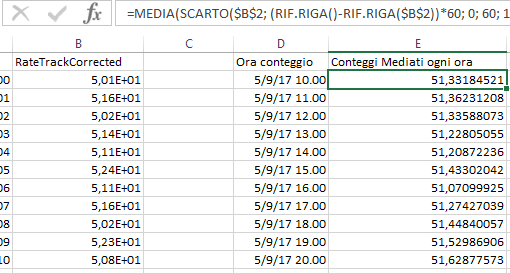 fx =MEDIA(SCARTO($B$2; (RIF.RIGA()-RIF.RIGA($B$2))*60; 0; 60; 1
B D E
RateTrackCorrected Ora conteggio Conteggi Mediati ogni ora
00 5,01E+01 5/9/17 10.00 51,33184521
01 5,16E+01 5/9/17 11.00 51,36231208
02 5,02E+01 5/9/17 12.00 51,33588073
03 5,14E+01 5/9/17 13.00 51,22805055
04 5,11E+01 5/9/17 14.00 51,20872236
05 5,24E+01 5/9/17 15.00 51,43302042
06 5,11E+01 5/9/17 16.00 51,07099925
07 5,16E+01 5/9/17 17.00 51,27427039
08 5,02E+01 5/9/17 18.00 51,44840057
09 5,23E+01 5/9/17 19.00 51,52986906
10 5,08E+01 5/9/17 20.00 51,62877573